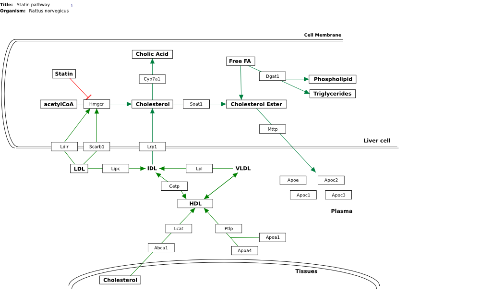 Title: Statin pathway
Organism: Rattus norvegicus
Cell Membrane
Cholic Acid
Free FA
Statin
Cyp7a1
Dgat1
Phospholipid
Triglycerides
acetylCoA
Hmgcr
Cholesterol
Soat1
Cholesterol Ester
Mttp
Liver cell
Ldlr
Scarb1
Lrp1
LDL
Lipc
IDL
Lpl
VLDL
Cetp
Apoe
Apoc2
Apoc1
Apoc3
HDL
Plasma
Lcat
Pltp
Apoa1
Abca1
Apoa4
Tissues
Cholesterol